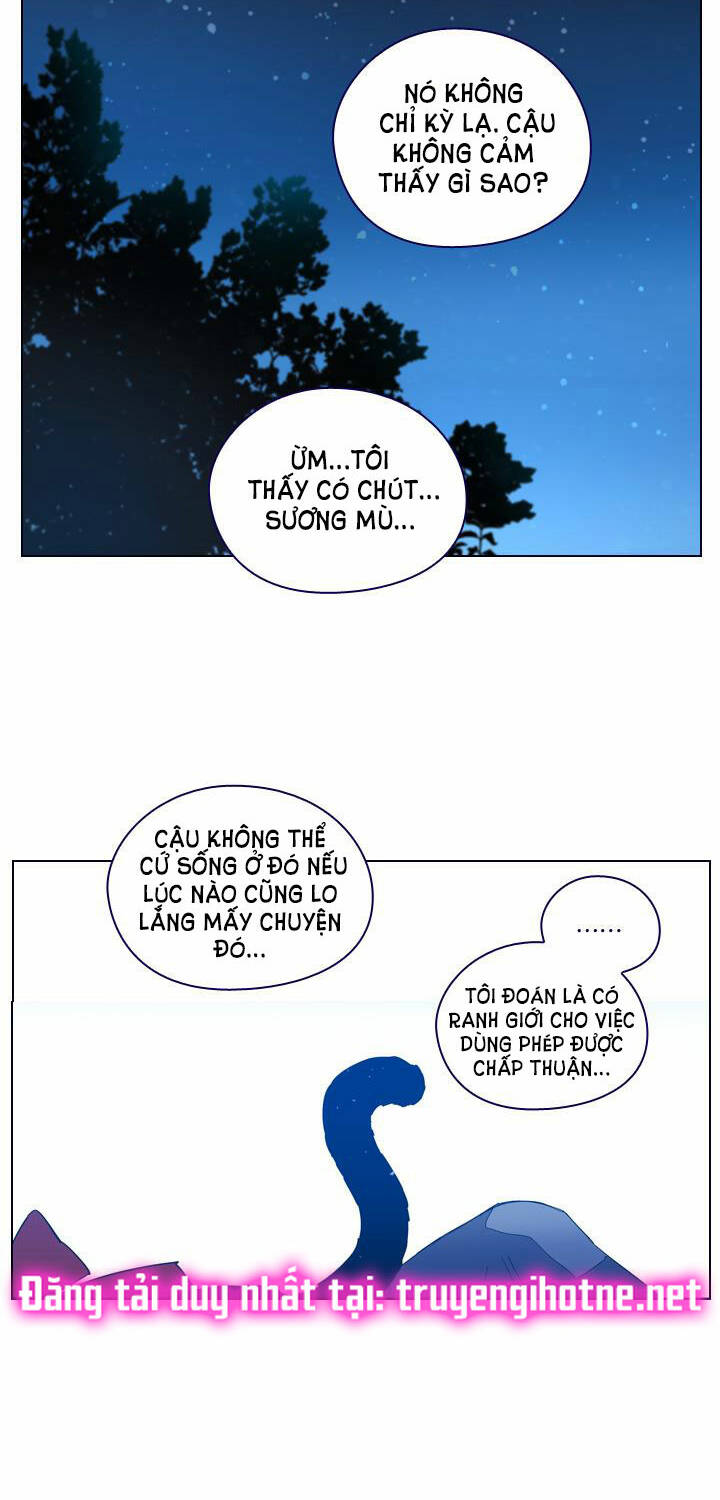 NÓ KHÔNG
CHỈ KỲ LẠ. CẬU
KHÔNG CẢM
THẤY GÌ SAO?
ỪM...TÔI
THẤY CÓ CHÚT...
SƯƠNG MÙ...
CẬU KHÔNG THỂ
CỨ SỐNG Ở ĐÓ NẾU
LÚC NÀO CŨNG LO
LẮNG MẤY CHUYỆN
ĐÓ...
......
TÔI ĐOÁN LÀ CÓ
RANH GIỚI CHO VIỆC
DÙNG PHÉP ĐƯỢC
CHẤP THUẬN...
Đăng tải duy nhất tại: truyengihotne.net